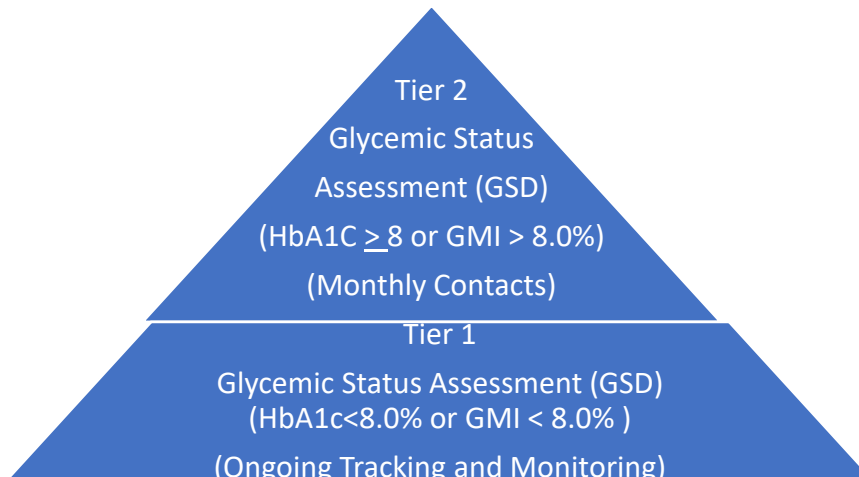 Tier 2
Glycemic Status
Assessment (GSD)
(HbA1C ≥ 8 or GMI > 8.0%)
(Monthly Contacts)
Tier 1
Glycemic Status Assessment (GSD)
(HbA1c<8.0% or GMI < 8.0% )
(Ongoing Tracking and Monitoring)